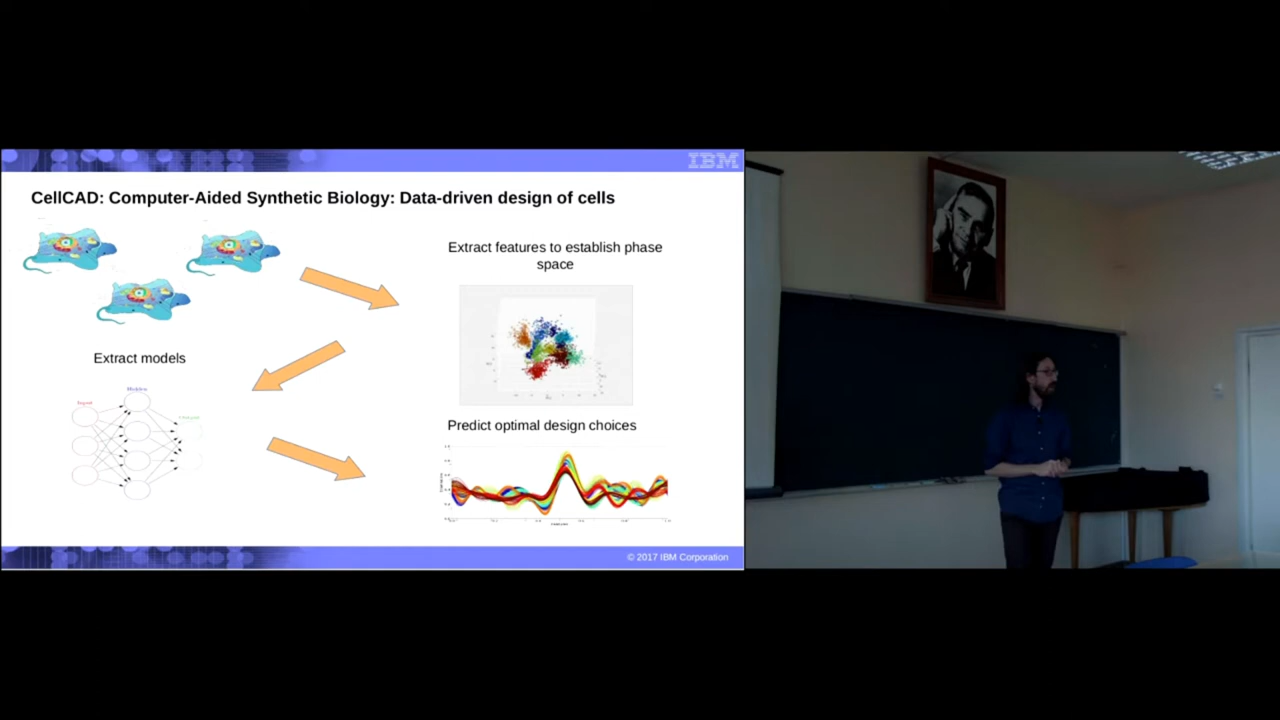 IBM
CellCAD: Computer-Aided Synthetic Biology: Data-driven design of cells
Extract features to establish phase
space
Extract models
Predict optimal design choices
© 2017 IBM Corporation